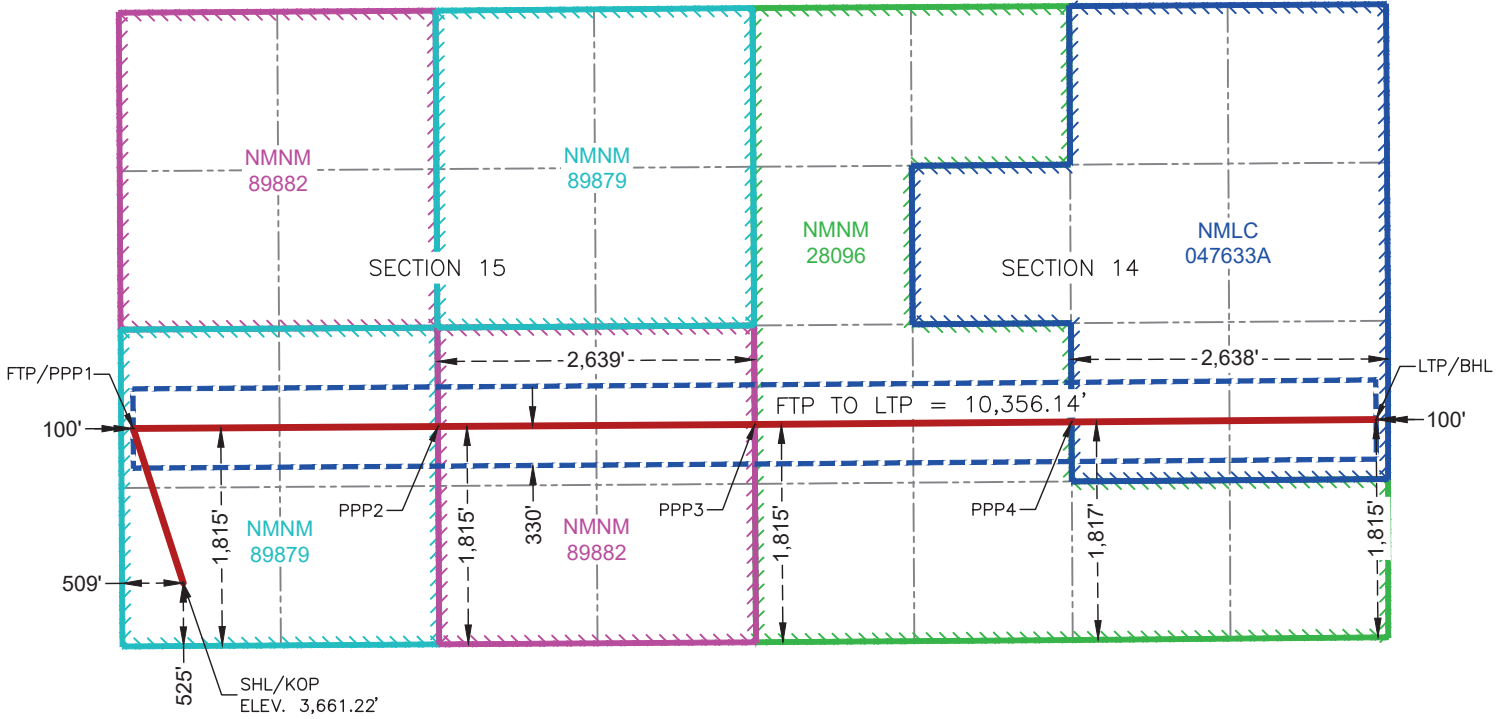 NMNM
89882
NMNM
89879
NMNM
28096
NMLC
047633A
SECTION 15
SECTION 14
2,639'
2,638'
FTP/PPP1
LTP/BHL
FTP TO LTP = 10,356.14'
100'
100'
PPP2
PPP3
PPP4
1,815'
1,815'
330'
1,815'
1,817'
1,815'
NMNM
89879
NMNM
89882
509'
525'
SHL/KOP
ELEV. 3,661.22'